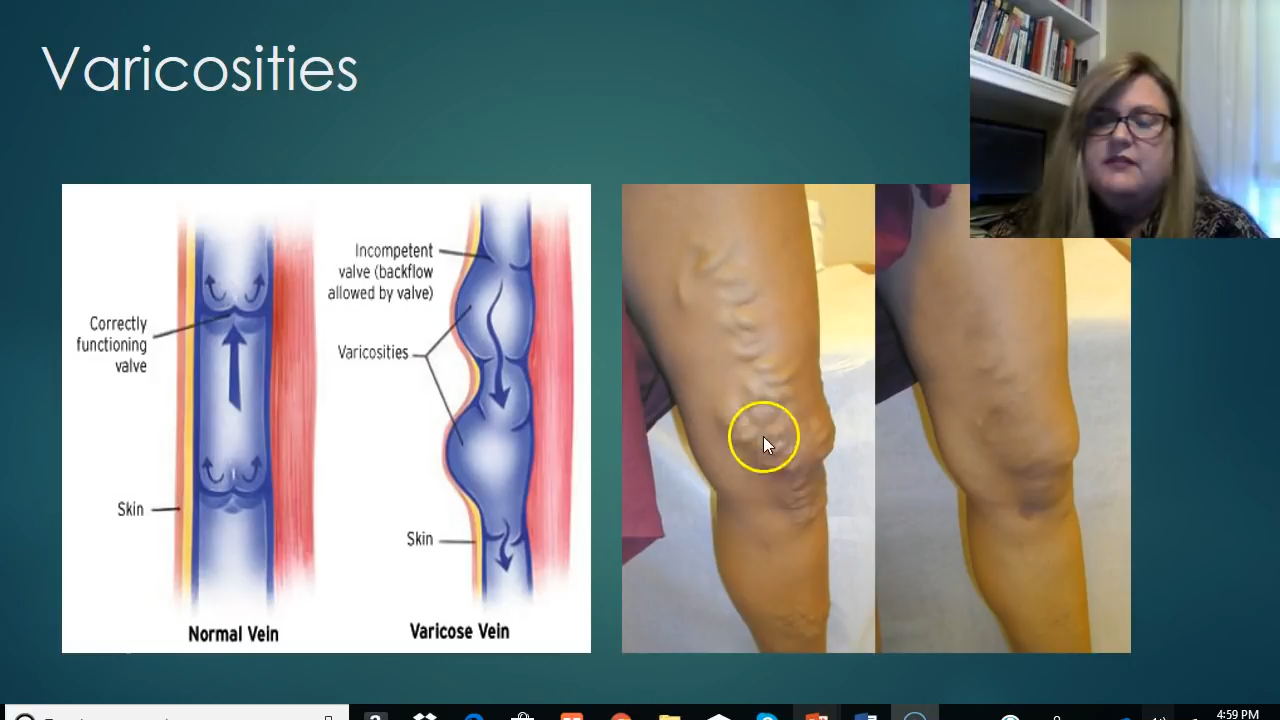 Varicosities
Incompetent
valve (backflow
allowed by valve)
Correctly
functioning
valve
Varicosities
Skin
Skin
Normal Vein
Varicose Vein
4:59 PM